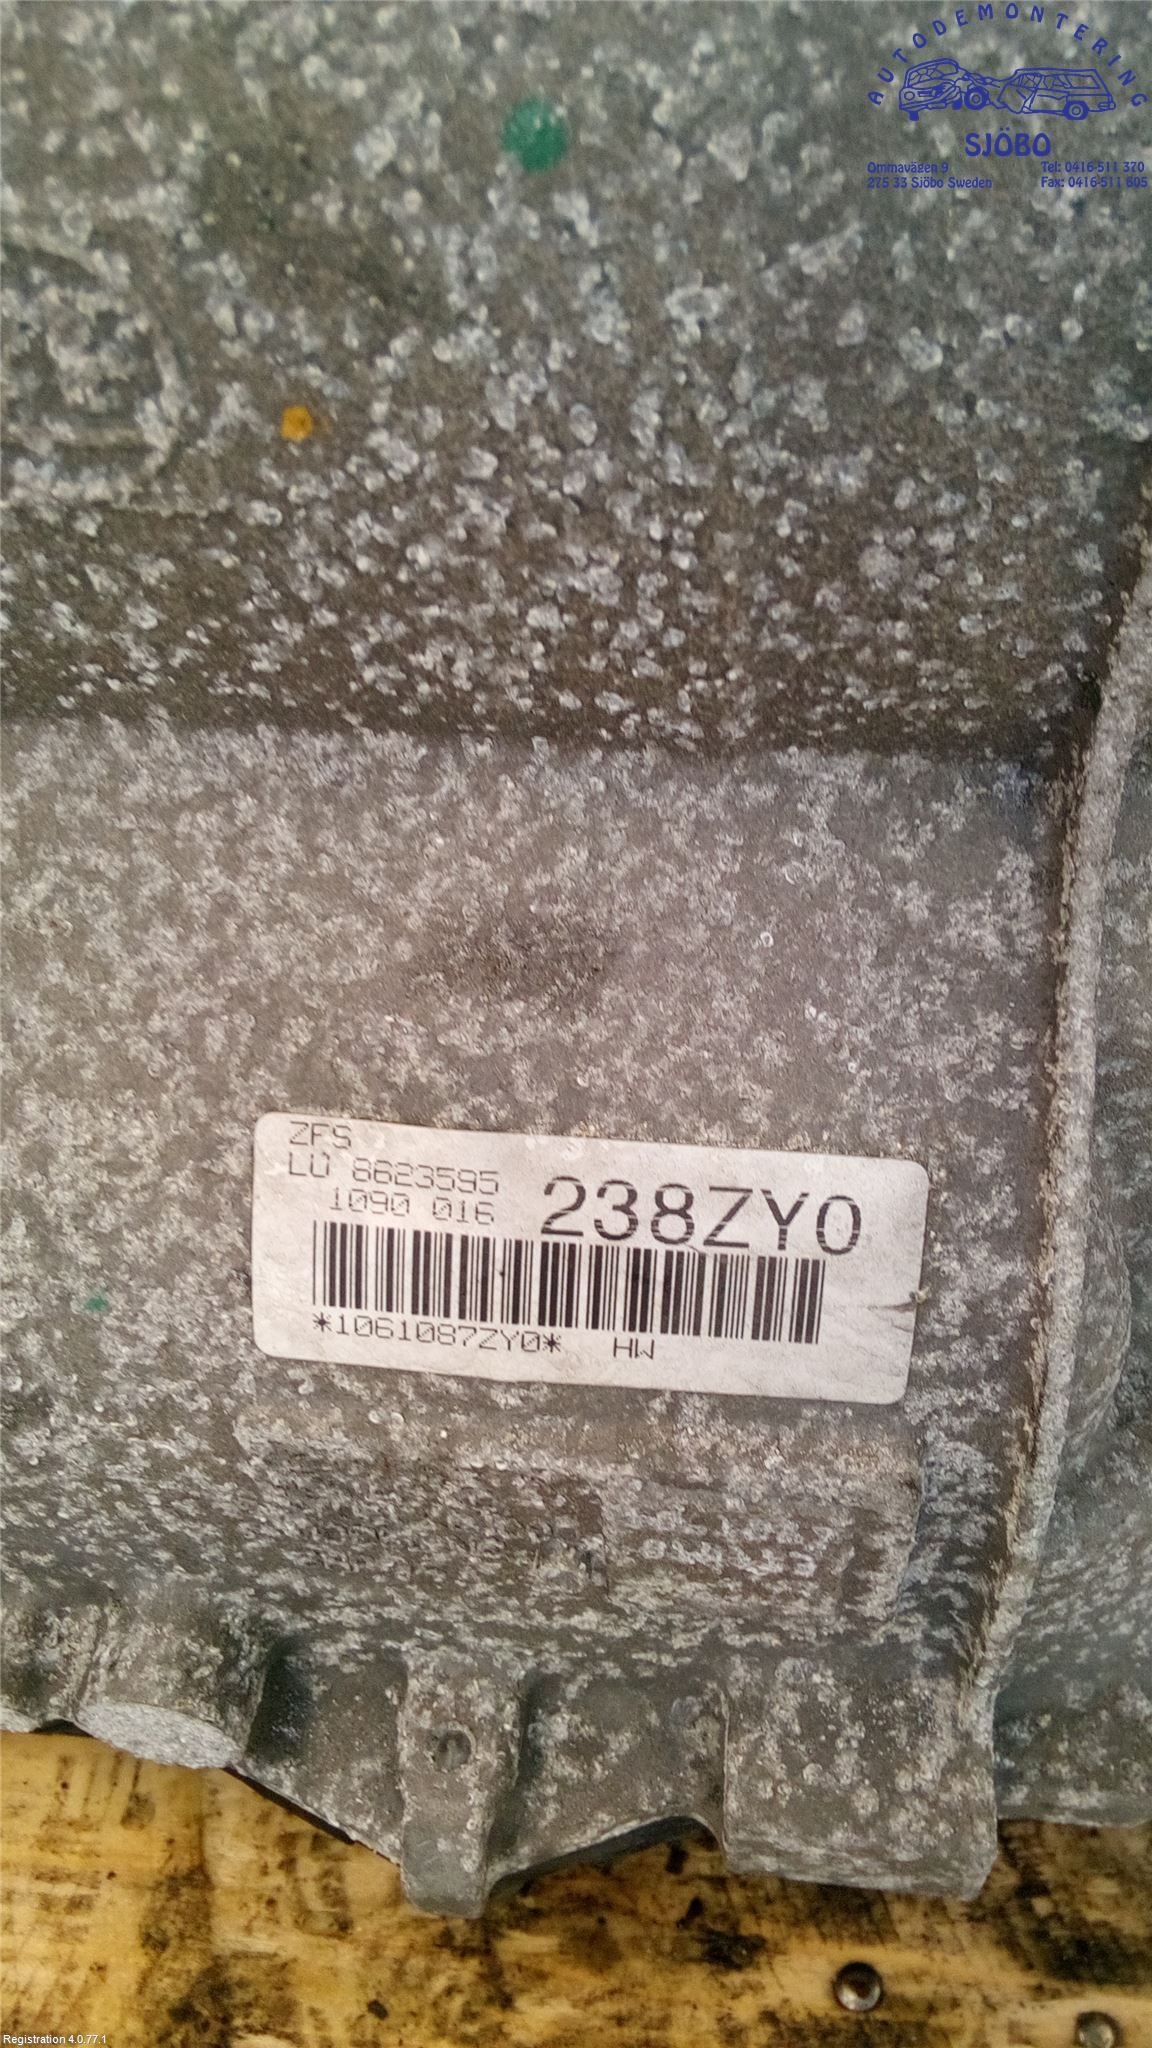 AUTODEMONTERING
SJÖBO
Ommavägen 9 Tel: 0416-511 370
275 33 Sjöbo Sweden Fax: 0416-511 605
ZFS
LU 8623595
1090 016
238ZY0
*1061087ZY0* HW
Registration 4.0.77.1